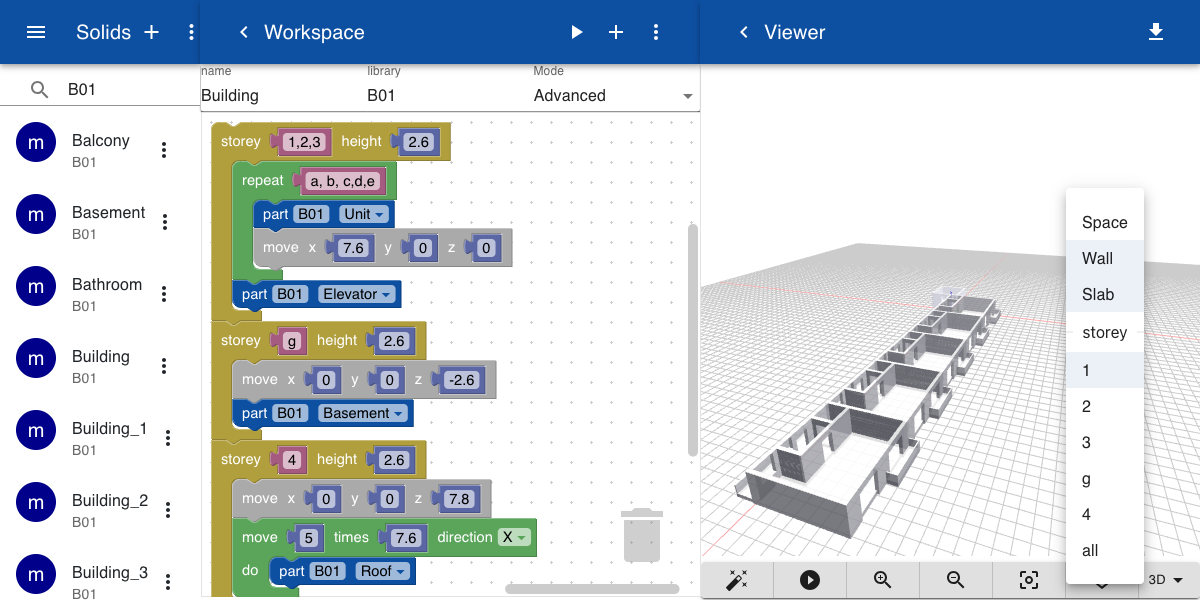 Solids
Workspace
Viewer
B01
name
library
Mode
Building
B01
Advanced
m
Balcony
B01
m
Basement
B01
m
Bathroom
B01
m
Building
B01
m
Building_1
B01
m
Building_2
B01
m
Building_3
B01
storey 1,2,3 height 2.6
repeat a, b, c,d,e
part B01 Unit
move x 7.6 y 0 z 0
part B01 Elevator
storey g height 2.6
move x 0 y 0 z -2.6
part B01 Basement
storey 4 height 2.6
move x 0 y 0 z 7.8
move 5 times 7.6 direction X
do part B01 Roof
Space
Wall
Slab
storey
1
2
3
g
4
all
3D